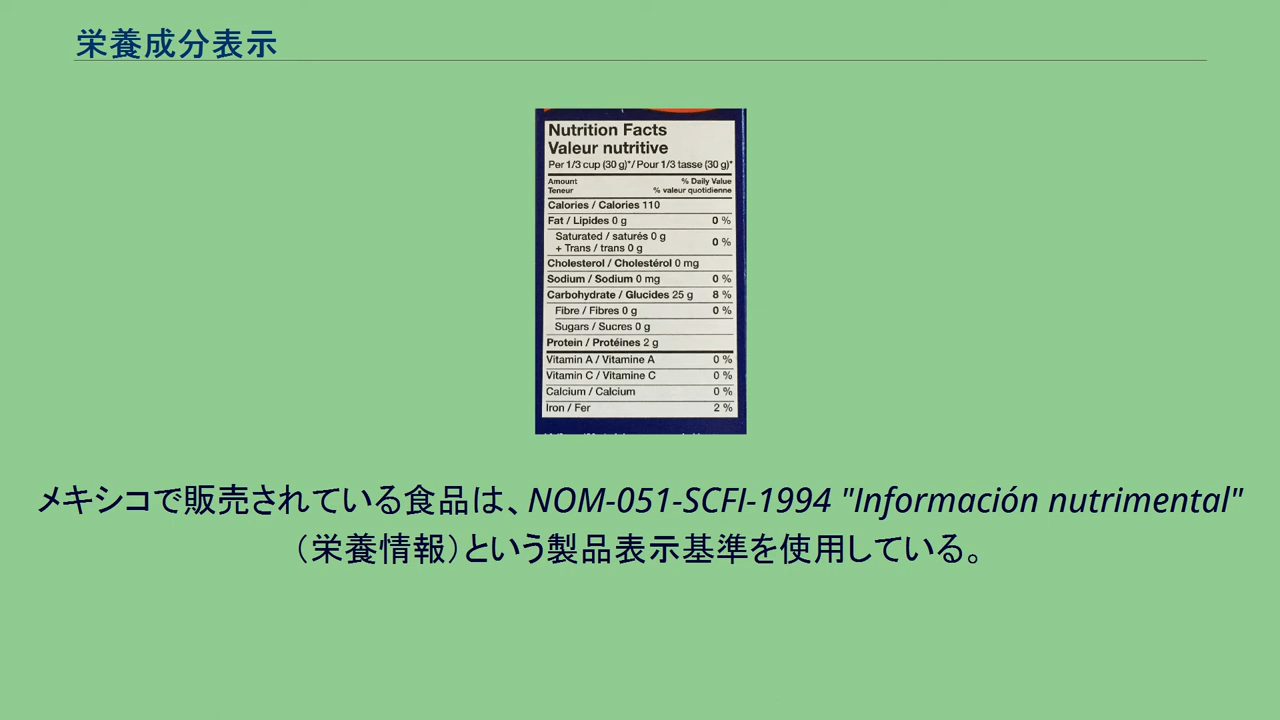 栄養成分表示
Nutrition Facts
Valeur nutritive
Per 1/3 cup (30 g)*/ Pour 1/3 tasse (30 g)*
Amount % Daily Value
Teneur % valeur quotidienne
Calories / Calories 110
Fat / Lipides 0 g 0 %
Saturated / saturés 0 g
+ Trans / trans 0 g 0 %
Cholesterol / Cholestérol 0 mg
Sodium / Sodium 0 mg 0 %
Carbohydrate / Glucides 25 g 8 %
Fibre / Fibres 0 g 0 %
Sugars / Sucres 0 g
Protein / Protéines 2 g
Vitamin A / Vitamine A 0 %
Vitamin C / Vitamine C 0 %
Calcium / Calcium 0 %
Iron / Fer 2 %
メキシコで販売されている食品は、NOM-051-SCFI-1994 "Información nutrimental"
（栄養情報）という製品表示基準を使用している。